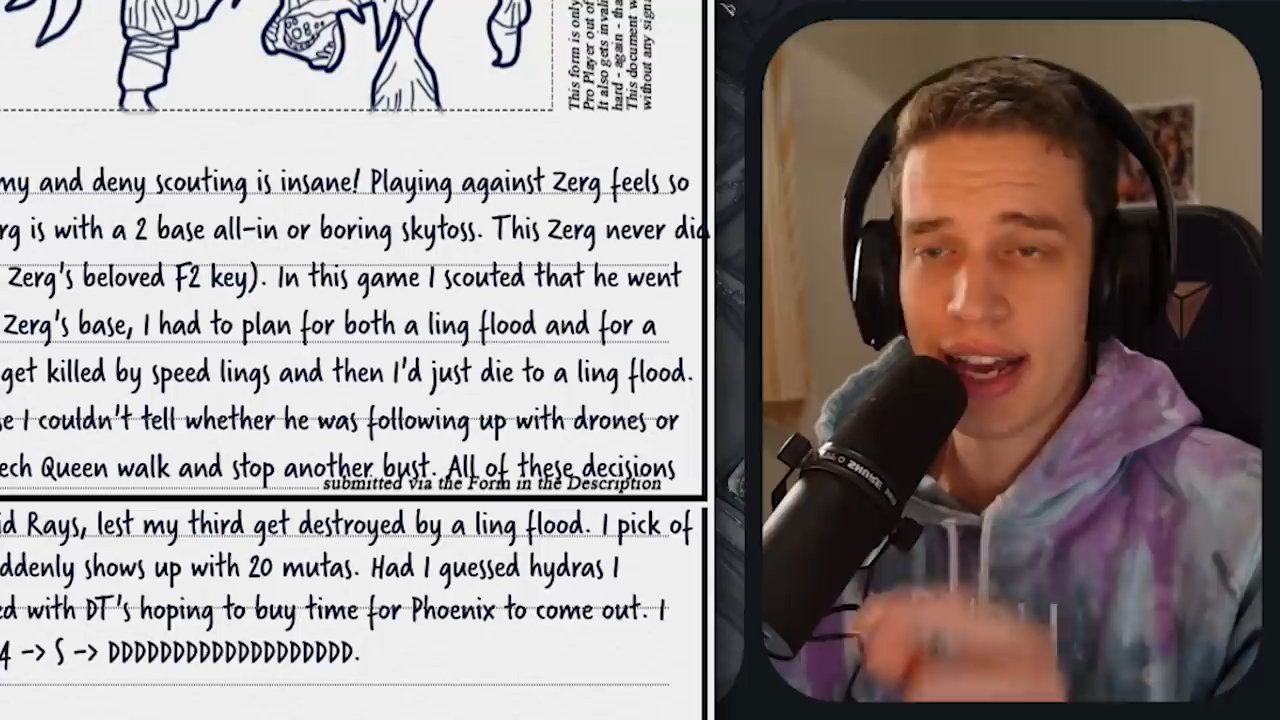 This form is only
Pro Player out of
It also gets invali
hard - again - tha
This document w
without any signa
my and deny scouting is insane! Playing against Zerg feels so
rg is with a 2 base all-in or boring skytoss. This Zerg never did
Zerg's beloved F2 key). In this game I scouted that he went
Zerg's base, I had to plan for both a ling flood and for a
get killed by speed lings and then I'd just die to a ling flood.
se I couldn't tell whether he was following up with drones or
ech Queen walk and stop another bust. All of these decisions
submitted via the Form in the Description
id Rays, lest my third get destroyed by a ling flood. I pick of
ddenly shows up with 20 mutas. Had I guessed hydras I
ed with DT's hoping to buy time for Phoenix to come out. I
A -> S -> DDDDDDDDDDDDDDDDDDD.